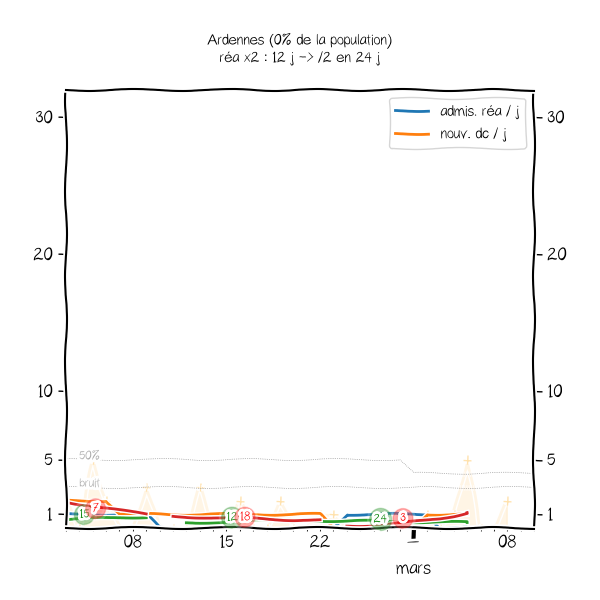 Ardennes (0% de la population)
réa x2 : 12 j -> /2 en 24 j
admis. réa / j
nouv. dc / j
30 30
20 20
10 10
5 5
1 1
50%
bruit
15 7 12 18 24 3
08 15 22 1 08
mars